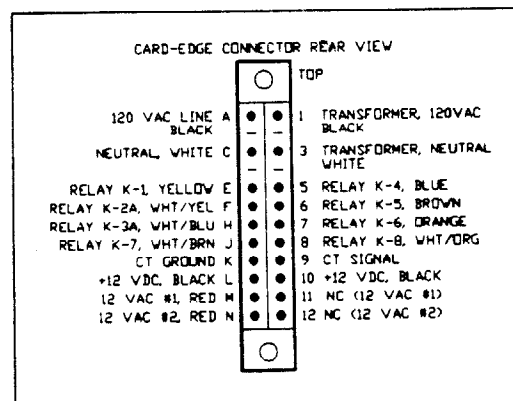 CARD-EDGE CONNECTOR REAR VIEW
TOP
120 VAC LINE A
BLACK
1 TRANSFORMER, 120VAC
BLACK
NEUTRAL, WHITE C
3 TRANSFORMER, NEUTRAL
WHITE
RELAY K-1, YELLOW E
5 RELAY K-4, BLUE
RELAY K-2A, WHT/YEL F
6 RELAY K-5, BROWN
RELAY K-3A, WHT/BLU H
7 RELAY K-6, ORANGE
RELAY K-7, WHT/BRN J
8 RELAY K-8, WHT/ORG
CT GROUND K
9 CT SIGNAL
+12 VDC, BLACK L
10 +12 VDC, BLACK
12 VAC #1, RED M
11 NC (12 VAC #1)
12 VAC #2, RED N
12 NC (12 VAC #2)